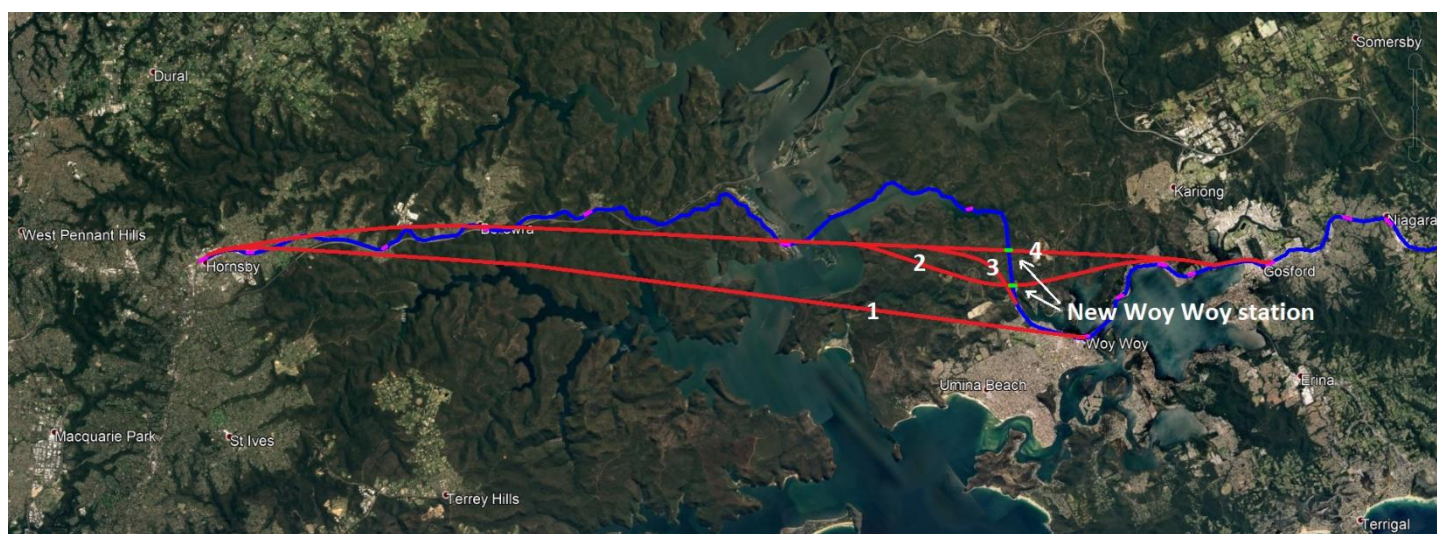 Somersby
Dural
Kariong
West Pennant Hills
Niagara
Hornsby
4
2
3
Gosford
1
New Woy Woy station
Woy Woy
Umina Beach
Erina
Macquarie Park
St Ives
Terrey Hills
Terrigal